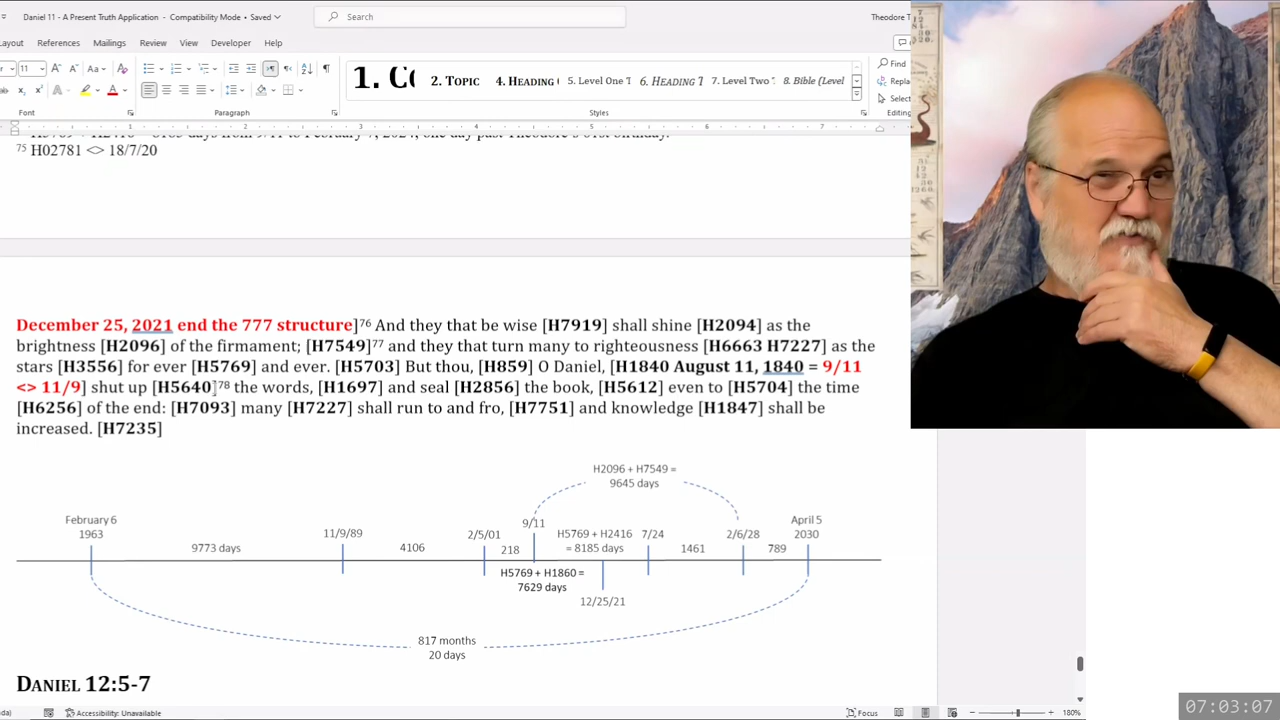 Daniel 11 - A Present Truth Application - Compatibility Mode • Saved
Search
Theodore T
Layout References Mailings Review View Developer Help
11 A A Aa
Find
Repla
Select
1. Co 2. TOPIC 4. HEADING 5. Level One T 6. HEADING T 7. Level Two 8. Bible (Level
Paragraph Styles Editing
75 H02781 <> 18/7/20
December 25, 2021 end the 777 structure]76 And they that be wise [H7919] shall shine [H2094] as the
brightness [H2096] of the firmament; [H7549]77 and they that turn many to righteousness [H6663 H7227] as the
stars [H3556] for ever [H5769] and ever. [H5703] But thou, [H859] O Daniel, [H1840 August 11, 1840 = 9/11
<> 11/9] shut up [H5640]78 the words, [H1697] and seal [H2856] the book, [H5612] even to [H5704] the time
[H6256] of the end: [H7093] many [H7227] shall run to and fro, [H7751] and knowledge [H1847] shall be
increased. [H7235]
H2096 + H7549 =
9645 days
February 6
1963
9773 days
11/9/89
4106
2/5/01
218
9/11
H5769 + H2416
= 8185 days
7/24
1461
2/6/28
789
April 5
2030
H5769 + H1860 =
7629 days
12/25/21
817 months
20 days
DANIEL 12:5-7
Accessibility: Unavailable
Focus
180%
07:03:07